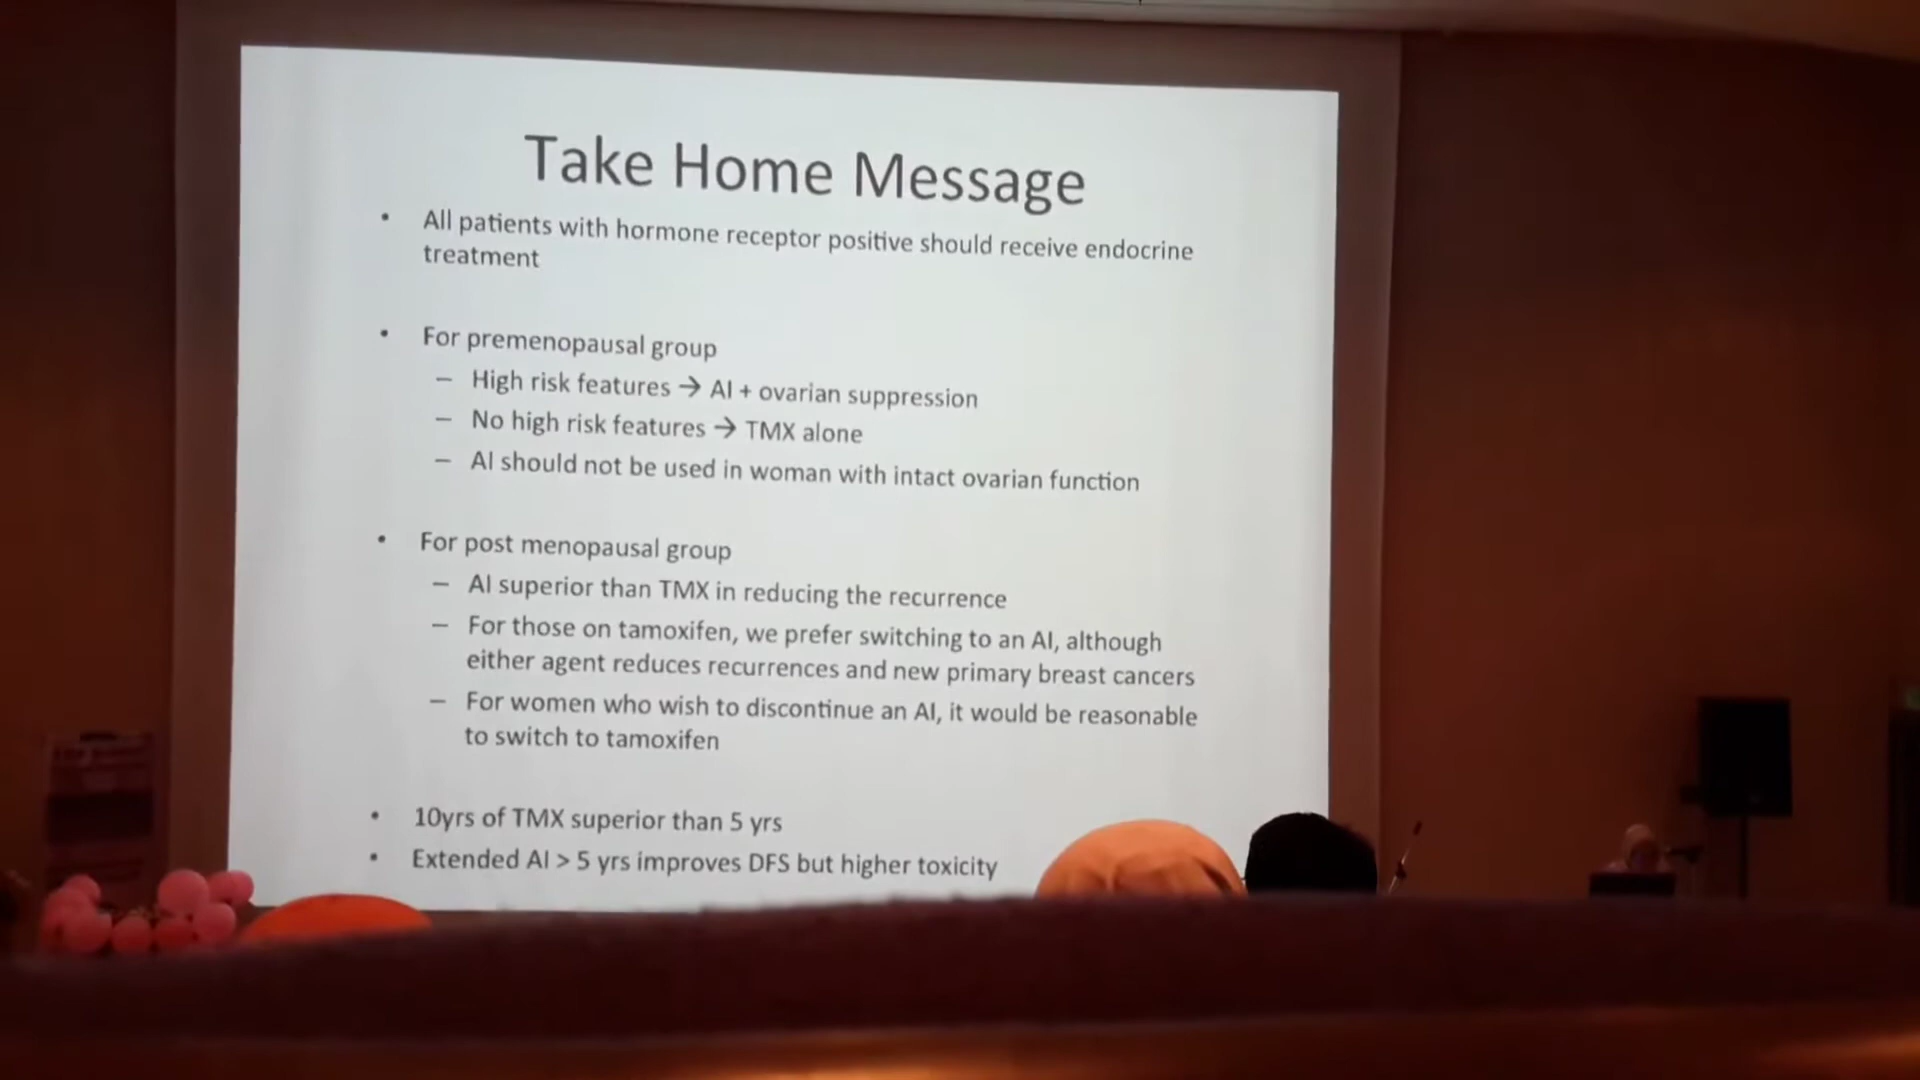 Take Home Message
• All patients with hormone receptor positive should receive endocrine
treatment
• For premenopausal group
– High risk features → AI + ovarian suppression
– No high risk features → TMX alone
– AI should not be used in woman with intact ovarian function
• For post menopausal group
– AI superior than TMX in reducing the recurrence
– For those on tamoxifen, we prefer switching to an AI, although
either agent reduces recurrences and new primary breast cancers
– For women who wish to discontinue an AI, it would be reasonable
to switch to tamoxifen
• 10yrs of TMX superior than 5 yrs
• Extended AI > 5 yrs improves DFS but higher toxicity